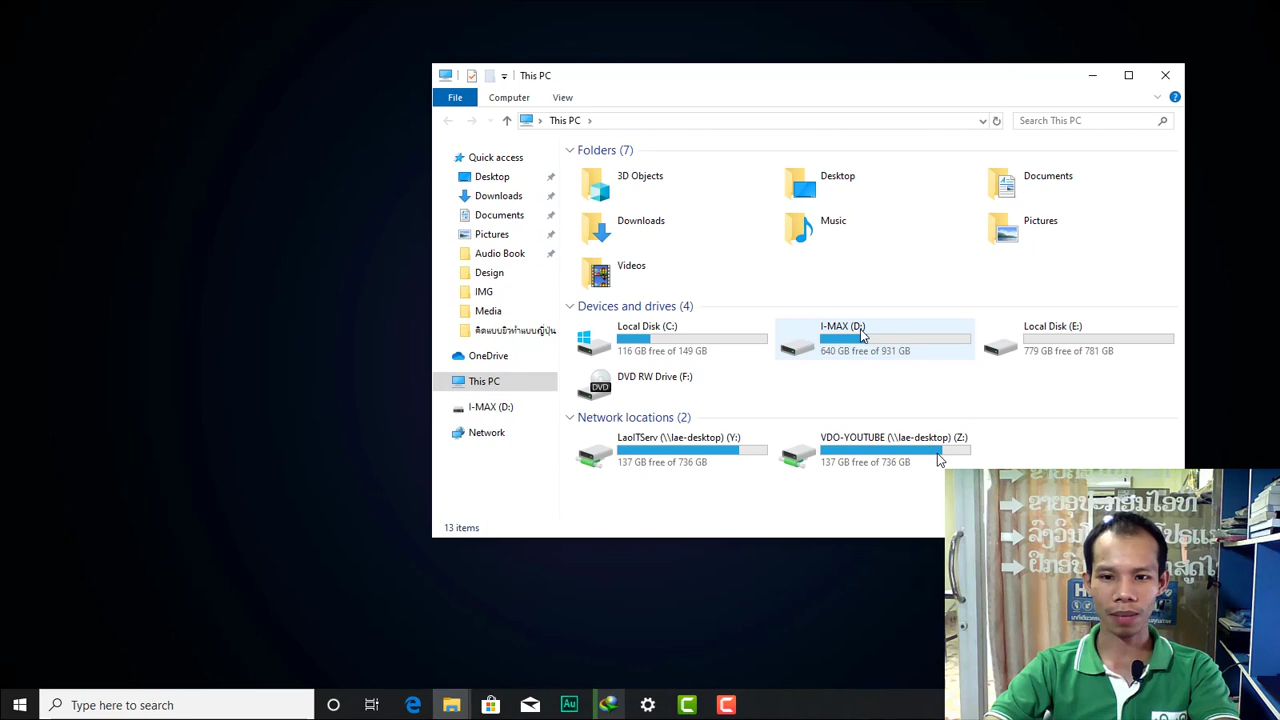 This PC
File Computer View
This PC
Search This PC
Quick access
Desktop
Downloads
Documents
Pictures
Audio Book
Design
IMG
Media
OneDrive
This PC
I-MAX (D:)
Network
Folders (7)
3D Objects
Desktop
Documents
Downloads
Music
Pictures
Videos
Devices and drives (4)
Local Disk (C:)
116 GB free of 149 GB
I-MAX (D:)
640 GB free of 931 GB
Local Disk (E:)
779 GB free of 781 GB
DVD RW Drive (F:)
DVD
Network locations (2)
LaoITServ (\\lae-desktop) (Y:)
137 GB free of 736 GB
VDO-YOUTUBE (\\lae-desktop) (Z:)
137 GB free of 736 GB
13 items
Type here to search
Au